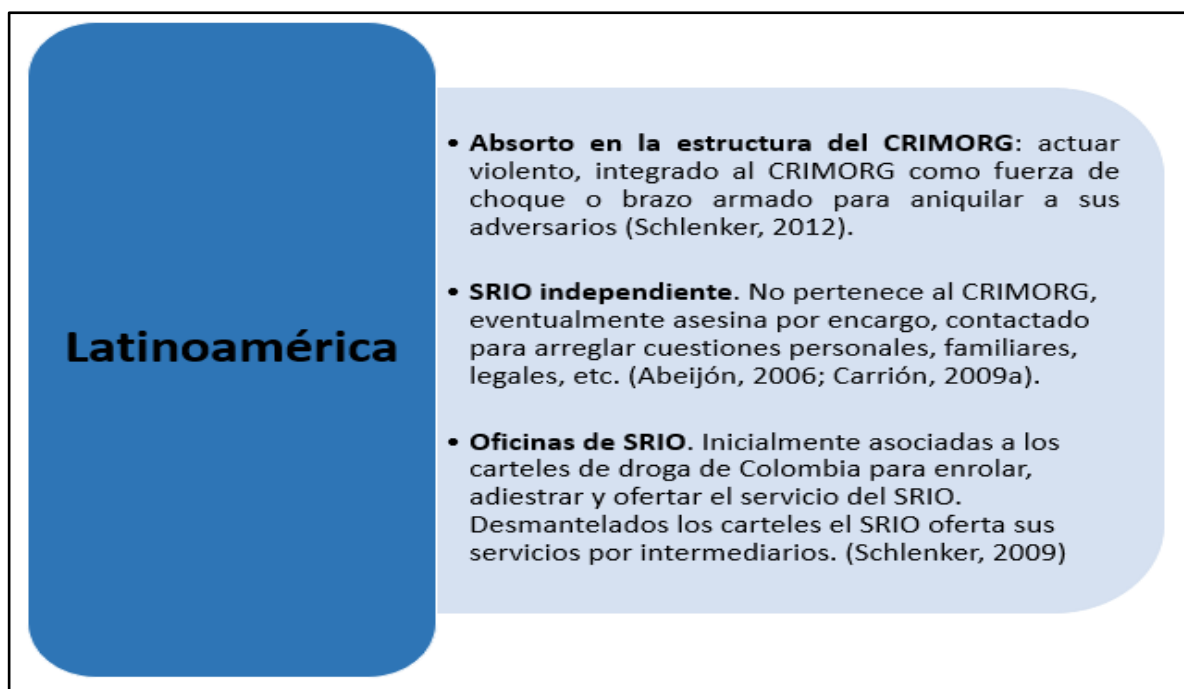 Latinoamérica
• Absorto en la estructura del CRIMORG: actuar
violento, integrado al CRIMORG como fuerza de
choque o brazo armado para aniquilar a sus
adversarios (Schlenker, 2012).
• SRIO independiente. No pertenece al CRIMORG,
eventualmente asesina por encargo, contactado
para arreglar cuestiones personales, familiares,
legales, etc. (Abeijón, 2006; Carrión, 2009a).
• Oficinas de SRIO. Inicialmente asociadas a los
carteles de droga de Colombia para enrolar,
adiestrar y ofertar el servicio del SRIO.
Desmantelados los carteles el SRIO oferta sus
servicios por intermediarios. (Schlenker, 2009)